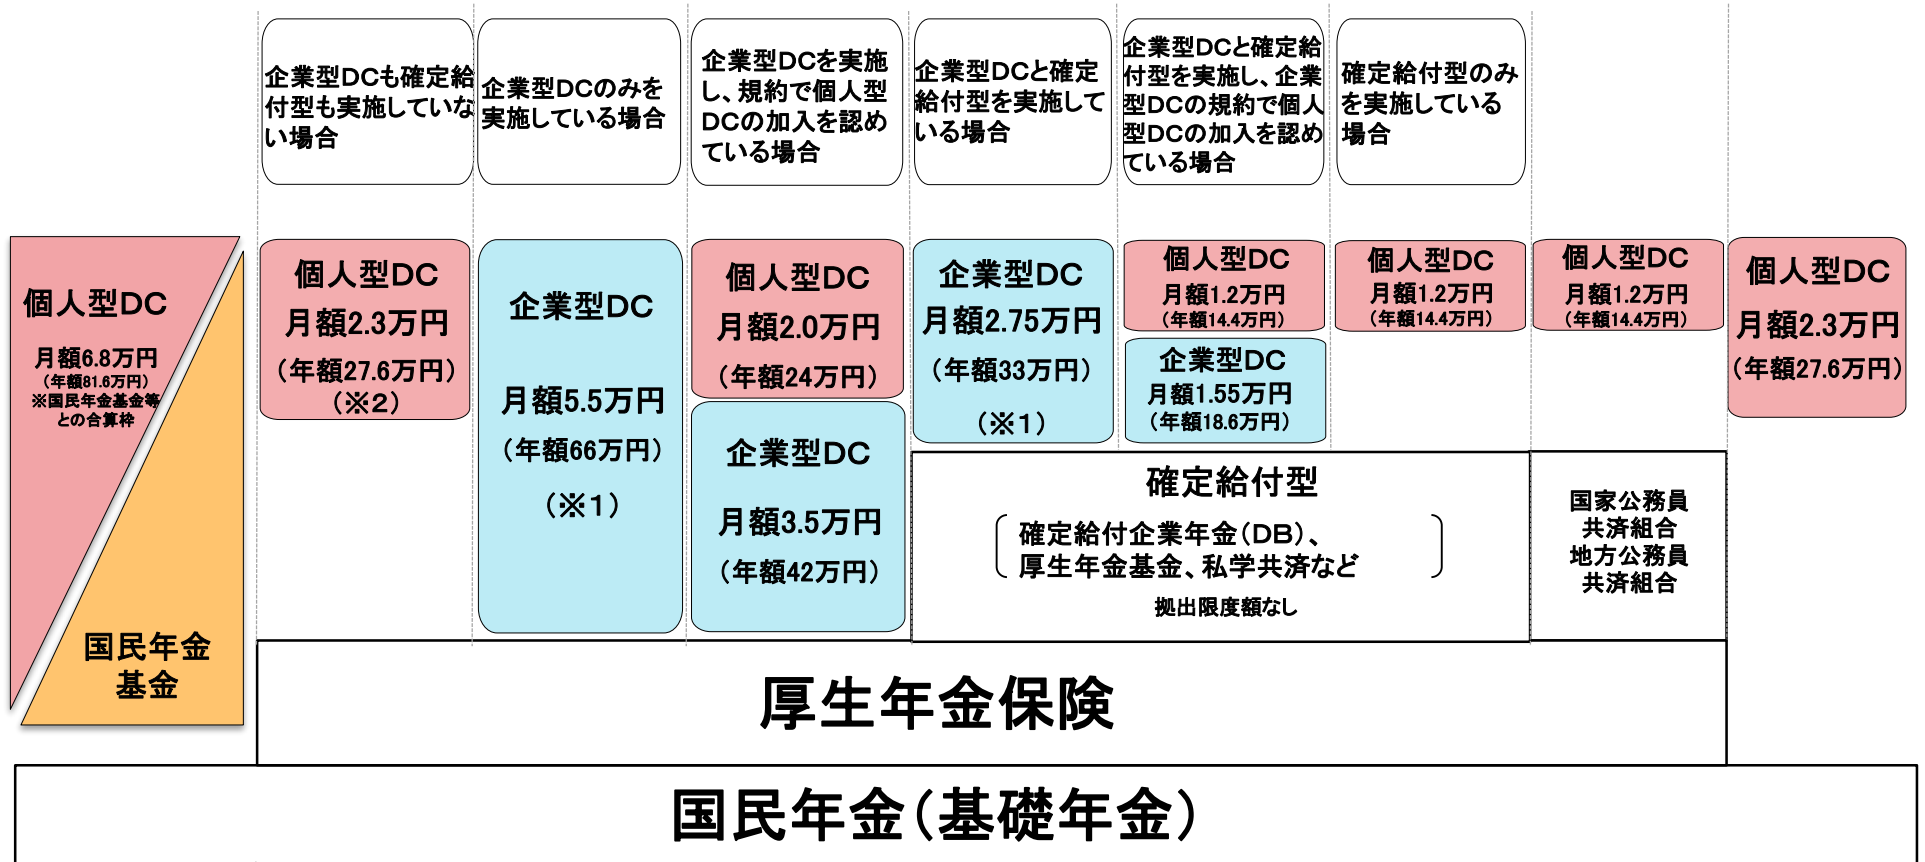 企業型DCも確定給
付型も実施していな
い場合
企業型DCのみを
実施している場合
企業型DCを実施
し、規約で個人型
DCの加入を認め
ている場合
企業型DCと確定
給付型を実施して
いる場合
企業型DCと確定給
付型を実施し、企業
型DCの規約で個人
型DCの加入を認め
ている場合
確定給付型のみ
を実施している
場合
個人型DC
月額6.8万円
(年額81.6万円)
※国民年金基金等
との合算枠
国民年金
基金
個人型DC
月額2.3万円
(年額27.6万円)
(※2)
企業型DC
月額5.5万円
(年額66万円)
(※1)
個人型DC
月額2.0万円
(年額24万円)
企業型DC
月額3.5万円
(年額42万円)
企業型DC
月額2.75万円
(年額33万円)
(※1)
個人型DC
月額1.2万円
(年額14.4万円)
企業型DC
月額1.55万円
(年額18.6万円)
個人型DC
月額1.2万円
(年額14.4万円)
個人型DC
月額1.2万円
(年額14.4万円)
個人型DC
月額2.3万円
(年額27.6万円)
確定給付型
確定給付企業年金(DB)、
厚生年金基金、私学共済など
拠出限度額なし
国家公務員
共済組合
地方公務員
共済組合
厚生年金保険
国民年金(基礎年金)